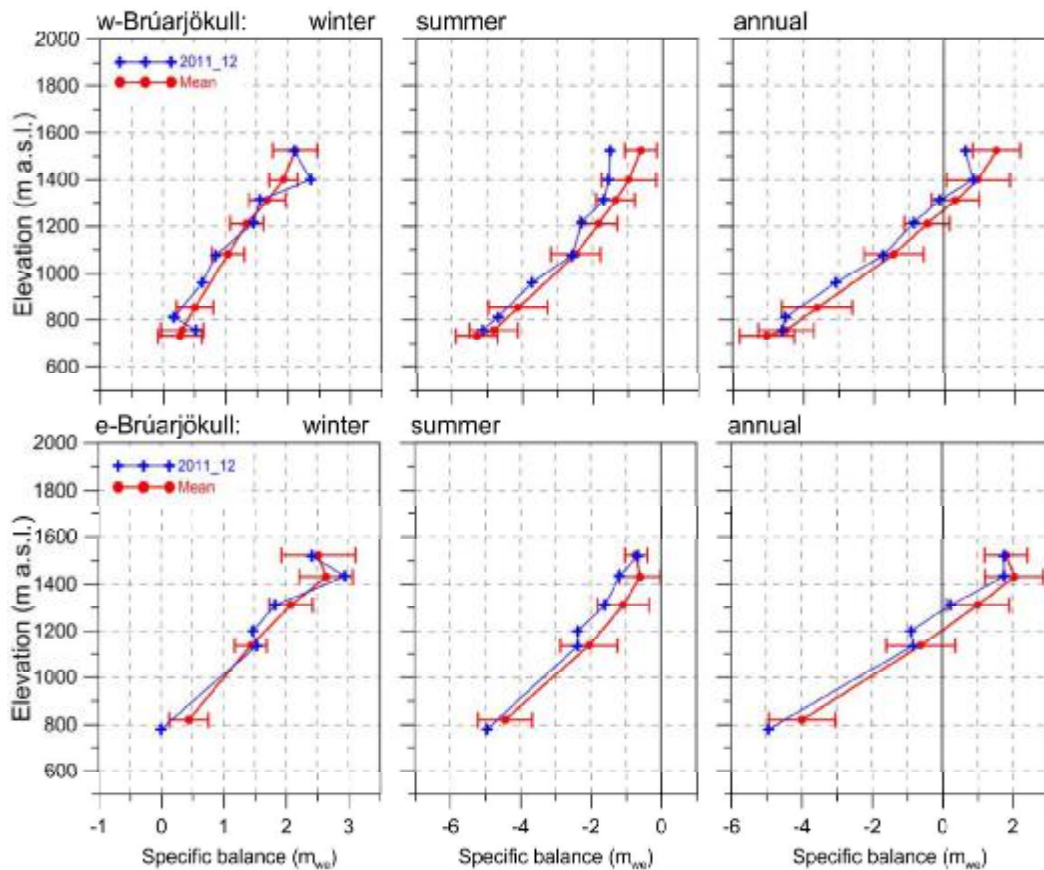 w-Brúarjökull: winter summer annual
2000
1800
1600
1400
1200
1000
800
600
Elevation (m a.s.l.)
2011_12
Mean
e-Brúarjökull: winter summer annual
2000
1800
1600
1400
1200
1000
800
600
Elevation (m a.s.l.)
2011_12
Mean
-1 0 1 2 3 -6 -4 -2 0 -6 -4 -2 0 2
Specific balance (mwe) Specific balance (mwe) Specific balance (mwe)